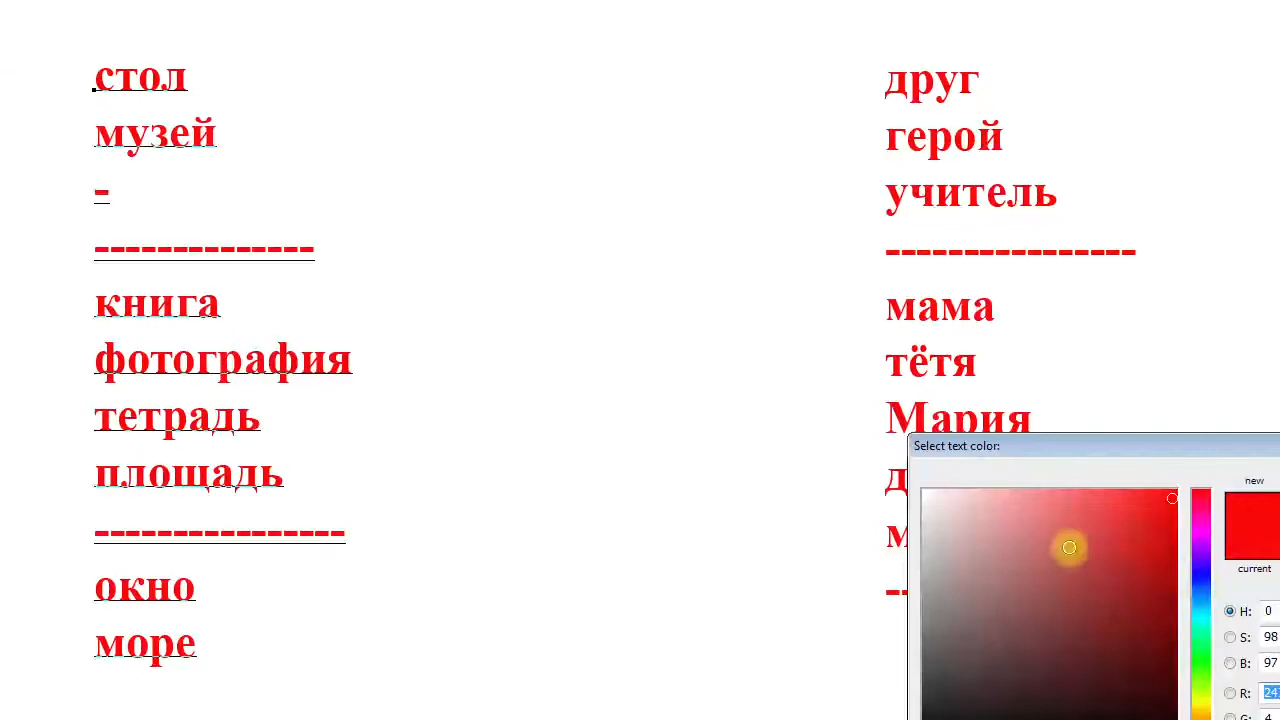 стол
музей
-
--------------
книга
фотография
тетрадь
площадь
----------------
окно
море
друг
герой
учитель
----------------
мама
тётя
Мария
д
м
--
Select text color:
new
current
H: 0
S: 98
B: 97
R: 24